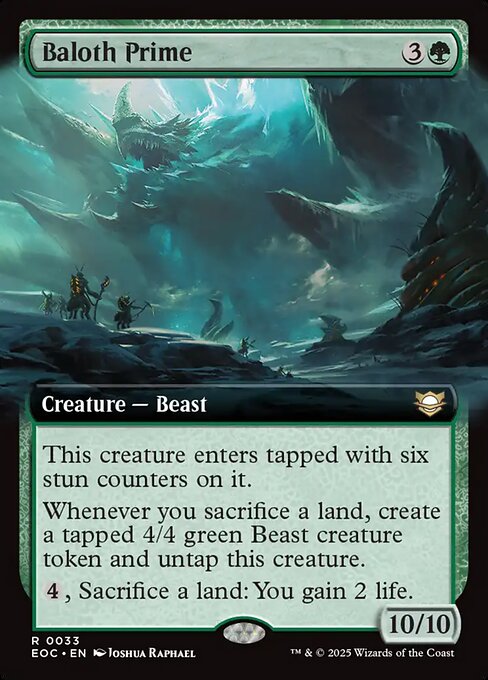 Baloth Prime 3
Creature — Beast
This creature enters tapped with six
stun counters on it.
Whenever you sacrifice a land, create
a tapped 4/4 green Beast creature
token and untap this creature.
4 , Sacrifice a land: You gain 2 life.
10/10
R 0033
EOC • EN JOSHUA RAPHAEL ™ & © 2025 Wizards of the Coast